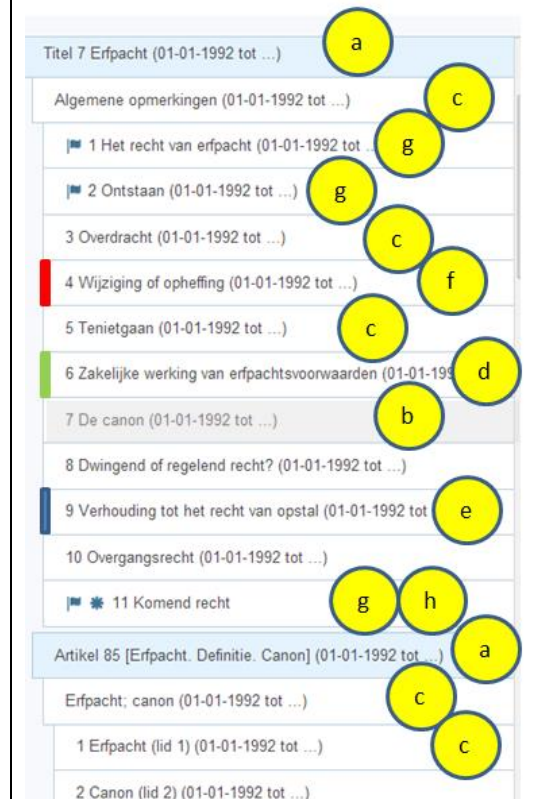 Titel 7 Erfpacht (01-01-1992 tot ...) a
Algemene opmerkingen (01-01-1992 tot ...) c
1 Het recht van erfpacht (01-01-1992 tot .. g
2 Ontstaan (01-01-1992 tot ...) g
3 Overdracht (01-01-1992 tot ...) c
4 Wijziging of opheffing (01-01-1992 tot ...) f
5 Tenietgaan (01-01-1992 tot ...) c
6 Zakelijke werking van erfpachtsvoorwaarden (01-01-199 d
7 De canon (01-01-1992 tot ...) b
8 Dwingend of regelend recht? (01-01-1992 tot ...)
9 Verhouding tot het recht van opstal (01-01-1992 tot e
10 Overgangsrecht (01-01-1992 tot ...)
11 Komend recht g h
Artikel 85 [Erfpacht. Definitie. Canon] (01-01-1992 tot ...) a
Erfpacht; canon (01-01-1992 tot ...) c
1 Erfpacht (lid 1) (01-01-1992 tot ...) c
2 Canon (lid 2) (01-01-1992 tot ...)